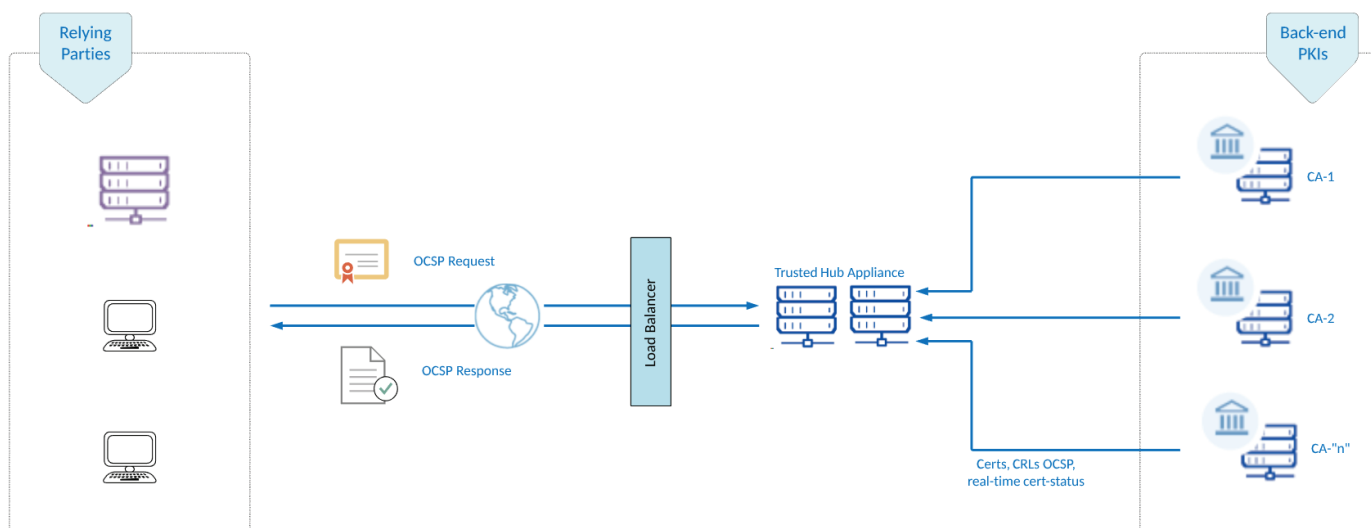 Relying
Parties
Back-end
PKIs
CA-1
OCSP Request
Trusted Hub Appliance
Load Balancer
CA-2
OCSP Response
CA-"n"
Certs, CRLs OCSP,
real-time cert-status